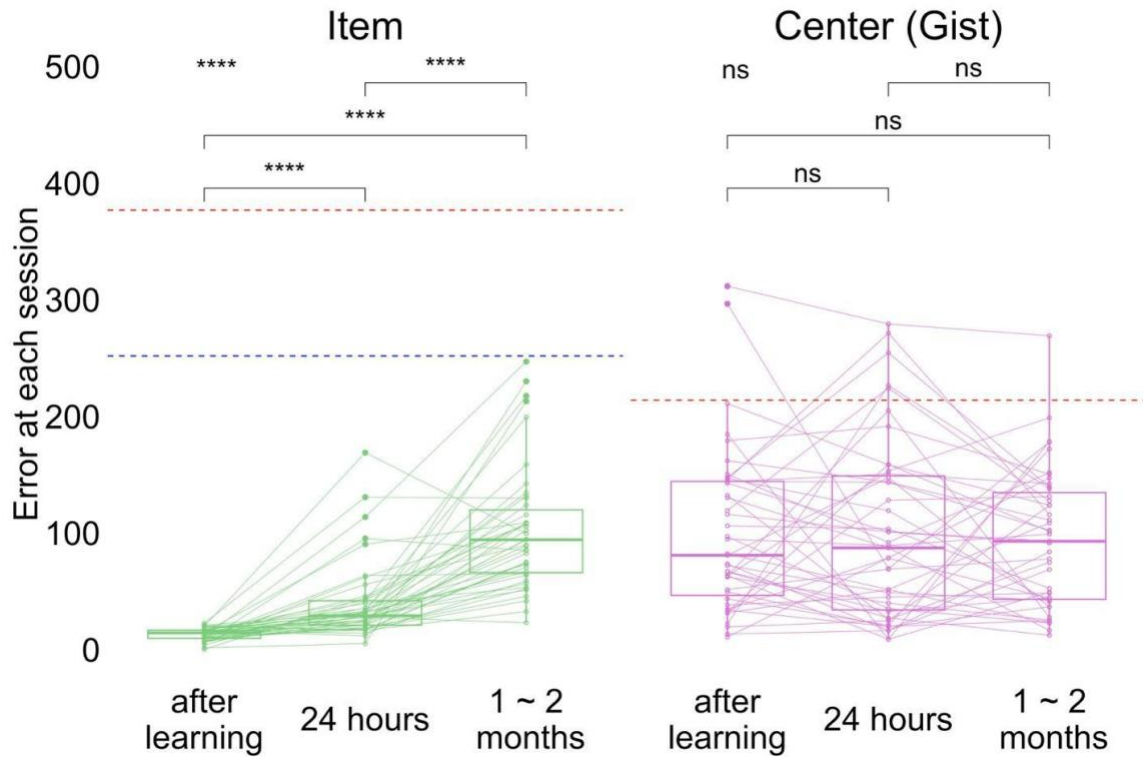 Item
Center (Gist)
Error at each session
500
400
300
200
100
0
****
****
****
****
ns
ns
ns
ns
after
learning
24 hours
1 ~ 2
months
after
learning
24 hours
1 ~ 2
months